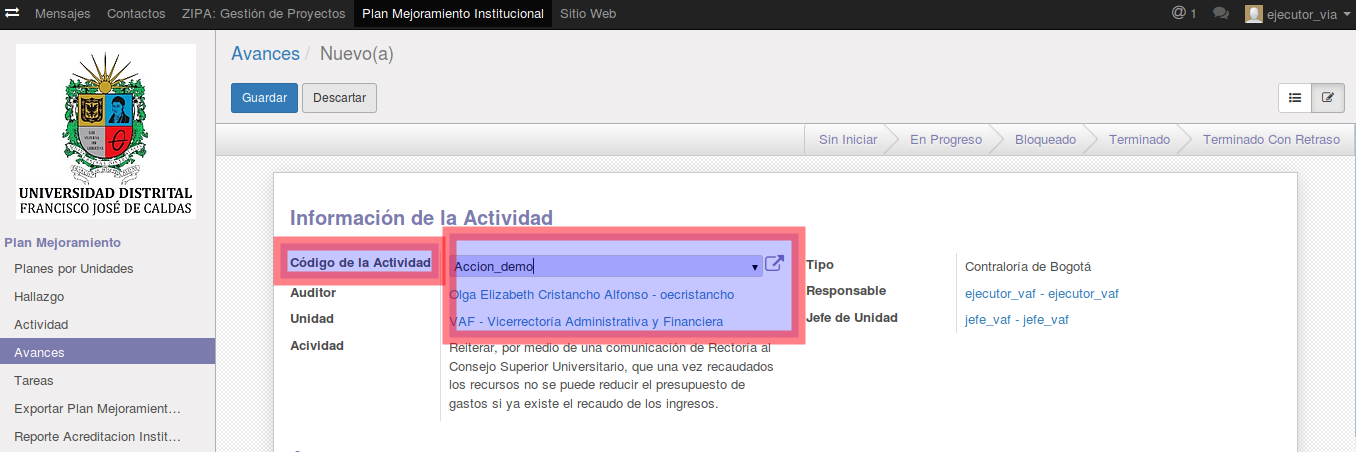 Mensajes Contactos ZIPA: Gestión de Proyectos Plan Mejoramiento Institucional Sitio Web @ 1 ejecutor_via
Avances / Nuevo(a)
Guardar Descartar
Sin Iniciar En Progreso Bloqueado Terminado Terminado Con Retraso
UNIVERSIDAD DISTRITAL
FRANCISCO JOSÉ DE CALDAS
Plan Mejoramiento
Planes por Unidades
Hallazgo
Actividad
Avances
Tareas
Exportar Plan Mejoramient...
Reporte Acreditacion Instit...
Información de la Actividad
Código de la Actividad Accion_demo
Auditor Olga Elizabeth Cristancho Alfonso - oecristancho
Unidad VAF - Vicerrectoría Administrativa y Financiera
Acividad Reiterar, por medio de una comunicación de Rectoría al
Consejo Superior Universitario, que una vez recaudados
los recursos no se puede reducir el presupuesto de
gastos si ya existe el recaudo de los ingresos.
Tipo Contraloría de Bogotá
Responsable ejecutor_vaf - ejecutor_vaf
Jefe de Unidad jefe_vaf - jefe_vaf